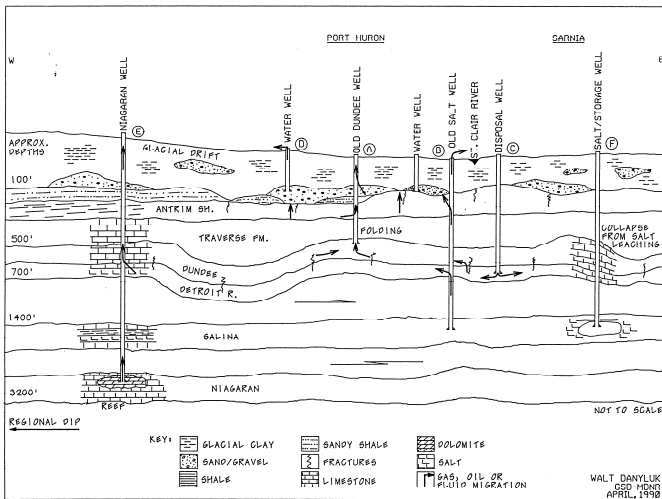 PORT HURON
SARNIA
W
E
NIAGARAN WELL
E
WATER WELL
D
OLD DUNDEE WELL
A
WATER WELL
B
OLD SALT WELL
ST. CLAIR RIVER
DISPOSAL WELL
C
SALT/STORAGE WELL
F
APPROX.
DEPTHS
GLACIAL DRIFT
100'
ANTRIM SH.
TRAVERSE FM.
FOLDING
COLLAPSE
FROM SALT
LEACHING
500'
DUNDEE
700'
DETROIT R.
1400'
SALINA
NIAGARAN
3200'
REEF
NOT TO SCALE
REGIONAL DIP
KEY:
GLACIAL CLAY
SANDY SHALE
DOLOMITE
SAND/GRAVEL
FRACTURES
SALT
SHALE
LIMESTONE
GAS, OIL OR
FLUID MIGRATION
WALT DANYLUK
GSD MDNR
APRIL, 1990